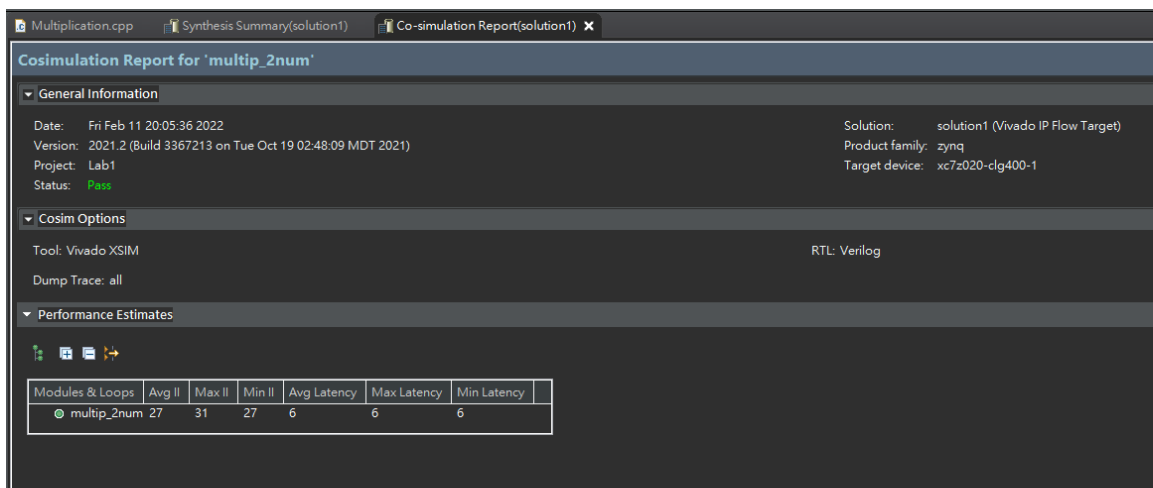 Multiplication.cpp Synthesis Summary(solution1) Co-simulation Report(solution1)
Cosimulation Report for 'multip_2num'
General Information
Date: Fri Feb 11 20:05:36 2022 Solution: solution1 (Vivado IP Flow Target)
Version: 2021.2 (Build 3367213 on Tue Oct 19 02:48:09 MDT 2021) Product family: zynq
Project: Lab1 Target device: xc7z020-clg400-1
Status: Pass
Cosim Options
Tool: Vivado XSIM RTL: Verilog
Dump Trace: all
Performance Estimates
Modules & Loops Avg II Max II Min II Avg Latency Max Latency Min Latency
multip_2num 27 31 27 6 6 6